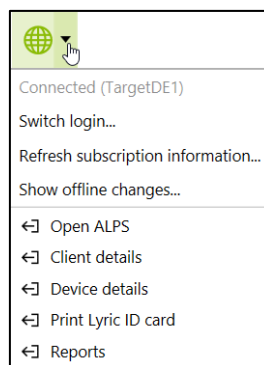 Connected (TargetDE1)
Switch login...
Refresh subscription information...
Show offline changes...
Open ALPS
Client details
Device details
Print Lyric ID card
Reports